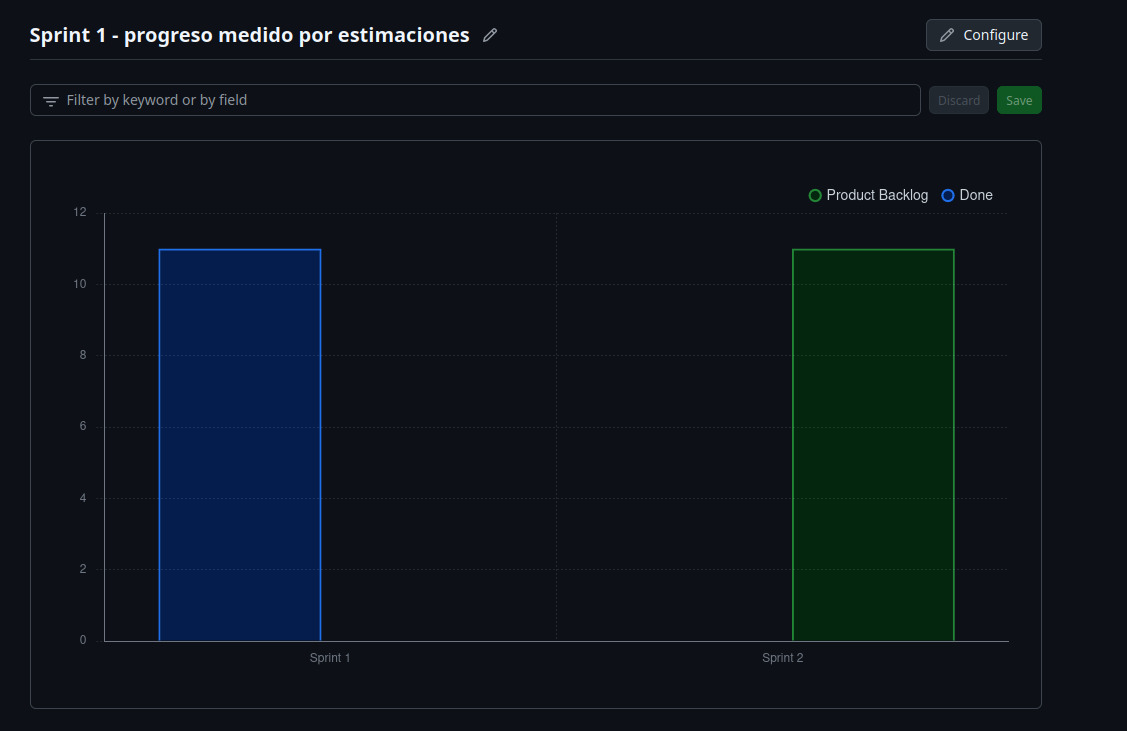 Sprint 1 - progreso medido por estimaciones
Configure
Filter by keyword or by field
Discard
Save
Product Backlog
Done
12
10
8
6
4
2
0
Sprint 1
Sprint 2